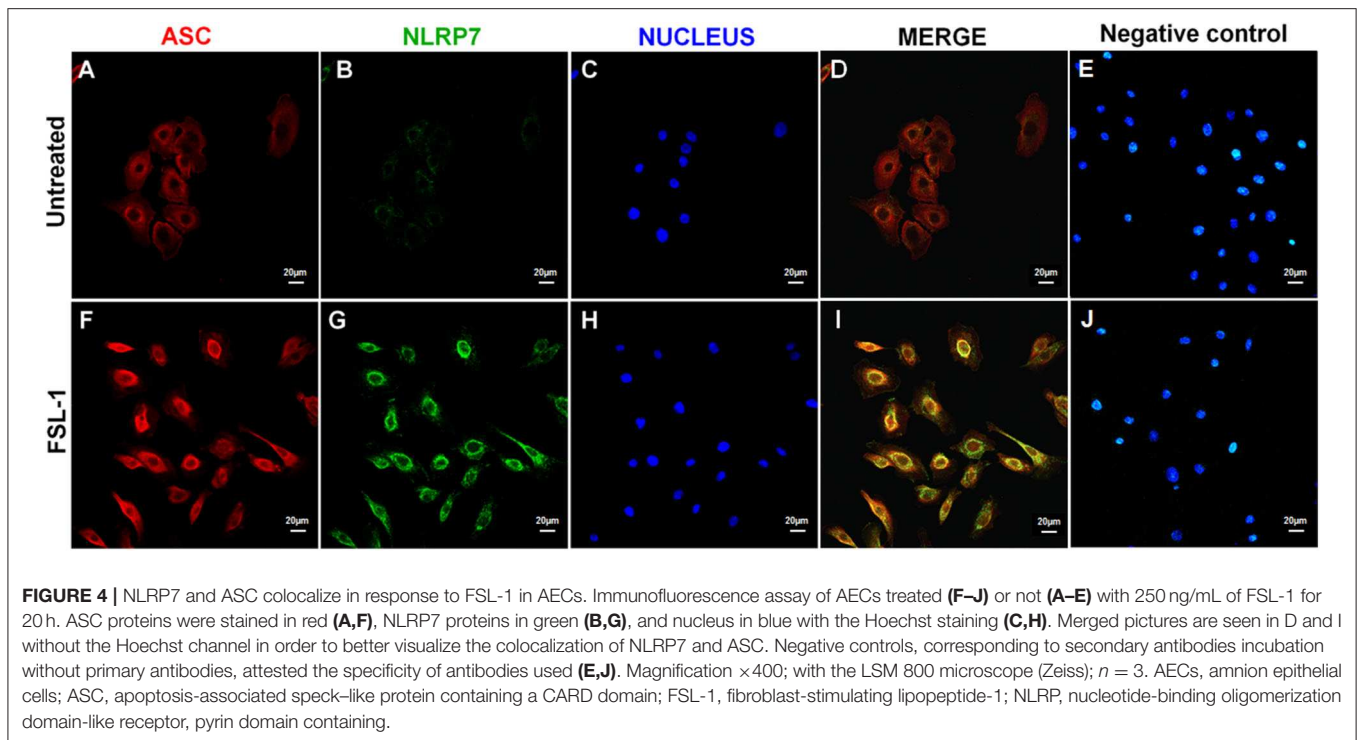 ASC NLRP7 NUCLEUS MERGE Negative control
Untreated
A B C D E
20µm 20µm 20µm 20µm 20µm
FSL-1
F G H I J
20µm 20µm 20µm 20µm 20µm
FIGURE 4 | NLRP7 and ASC colocalize in response to FSL-1 in AECs. Immunofluorescence assay of AECs treated (F–J) or not (A–E) with 250 ng/mL of FSL-1 for
20 h. ASC proteins were stained in red (A,F), NLRP7 proteins in green (B,G), and nucleus in blue with the Hoechst staining (C,H). Merged pictures are seen in D and I
without the Hoechst channel in order to better visualize the colocalization of NLRP7 and ASC. Negative controls, corresponding to secondary antibodies incubation
without primary antibodies, attested the specificity of antibodies used (E,J). Magnification ×400; with the LSM 800 microscope (Zeiss); n = 3. AECs, amnion epithelial
cells; ASC, apoptosis-associated speck–like protein containing a CARD domain; FSL-1, fibroblast-stimulating lipopeptide-1; NLRP, nucleotide-binding oligomerization
domain-like receptor, pyrin domain containing.